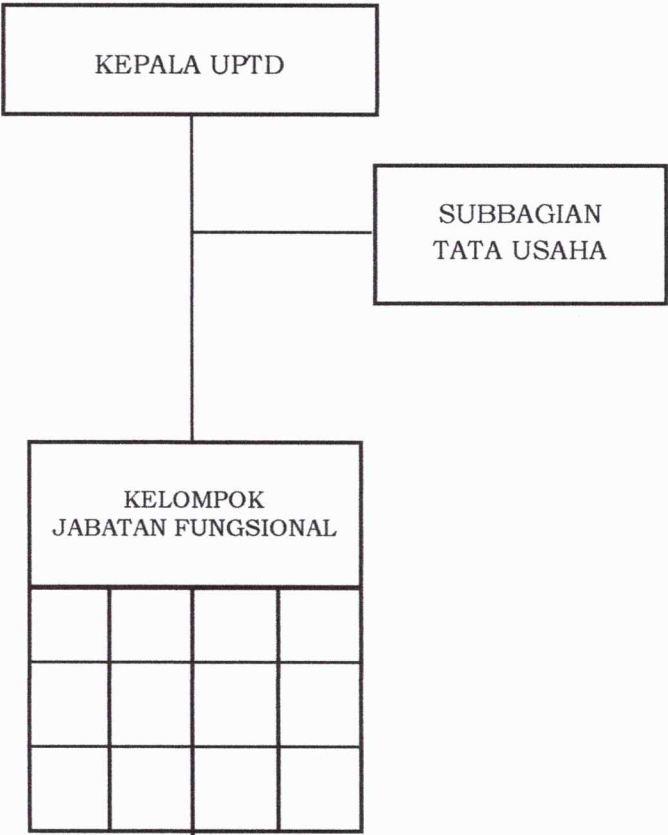 KEPALA UPTD
SUBBAGIAN
TATA USAHA
KELOMPOK
JABATAN FUNGSIONAL